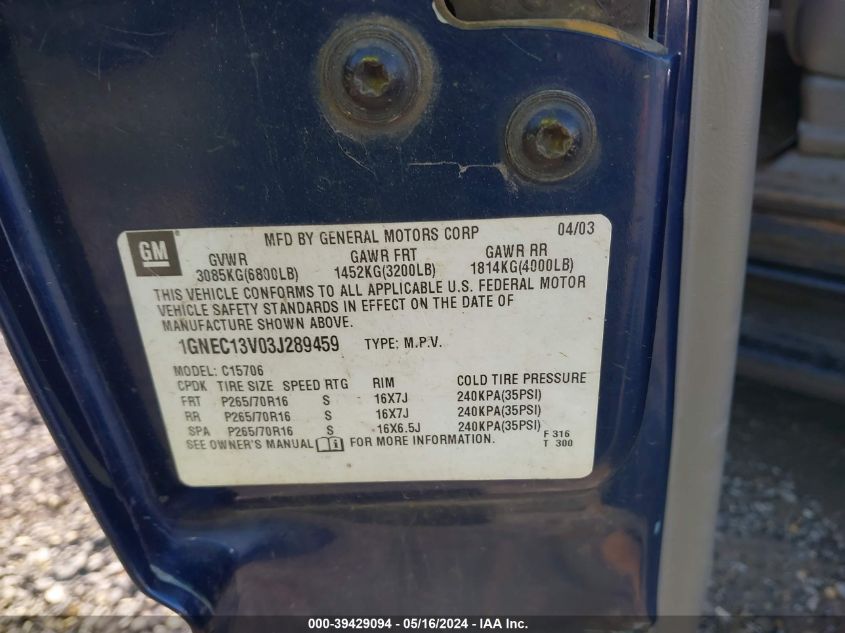 GM
MFD BY GENERAL MOTORS CORP 04/03
GVWR GAWR FRT GAWR RR
3085KG(6800LB) 1452KG(3200LB) 1814KG(4000LB)
THIS VEHICLE CONFORMS TO ALL APPLICABLE U.S. FEDERAL MOTOR
VEHICLE SAFETY STANDARDS IN EFFECT ON THE DATE OF
MANUFACTURE SHOWN ABOVE.
1GNEC13V03J289459 TYPE: M.P.V.
MODEL: C15706
CPDK TIRE SIZE SPEED RTG RIM COLD TIRE PRESSURE
FRT P265/70R16 S 16X7J 240KPA(35PSI)
RR P265/70R16 S 16X7J 240KPA(35PSI)
SPA P265/70R16 S 16X6.5J 240KPA(35PSI)
SEE OWNER'S MANUAL FOR MORE INFORMATION.
F 316
T 300
000-39429094 - 05/16/2024 - IAA Inc.